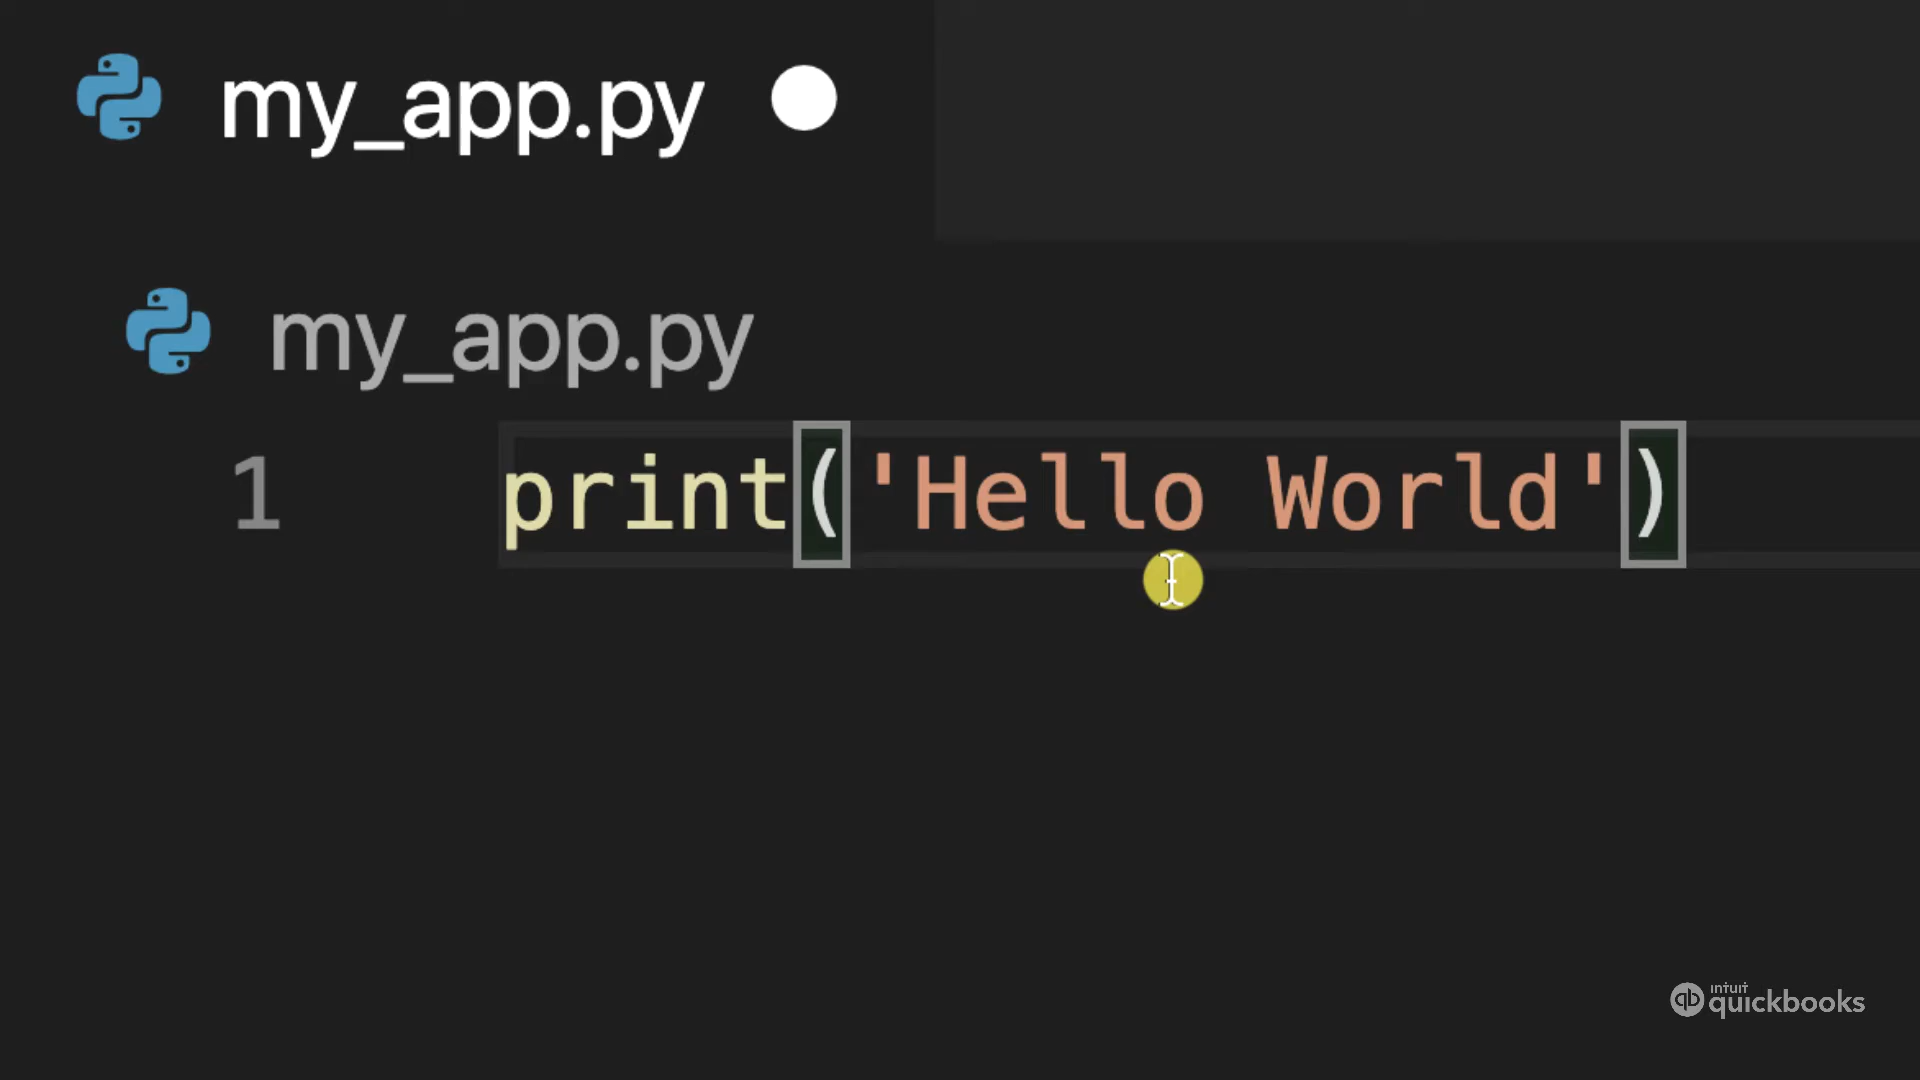 my_app.py
my_app.py
1 print('Hello World')
intuit
quickbooks